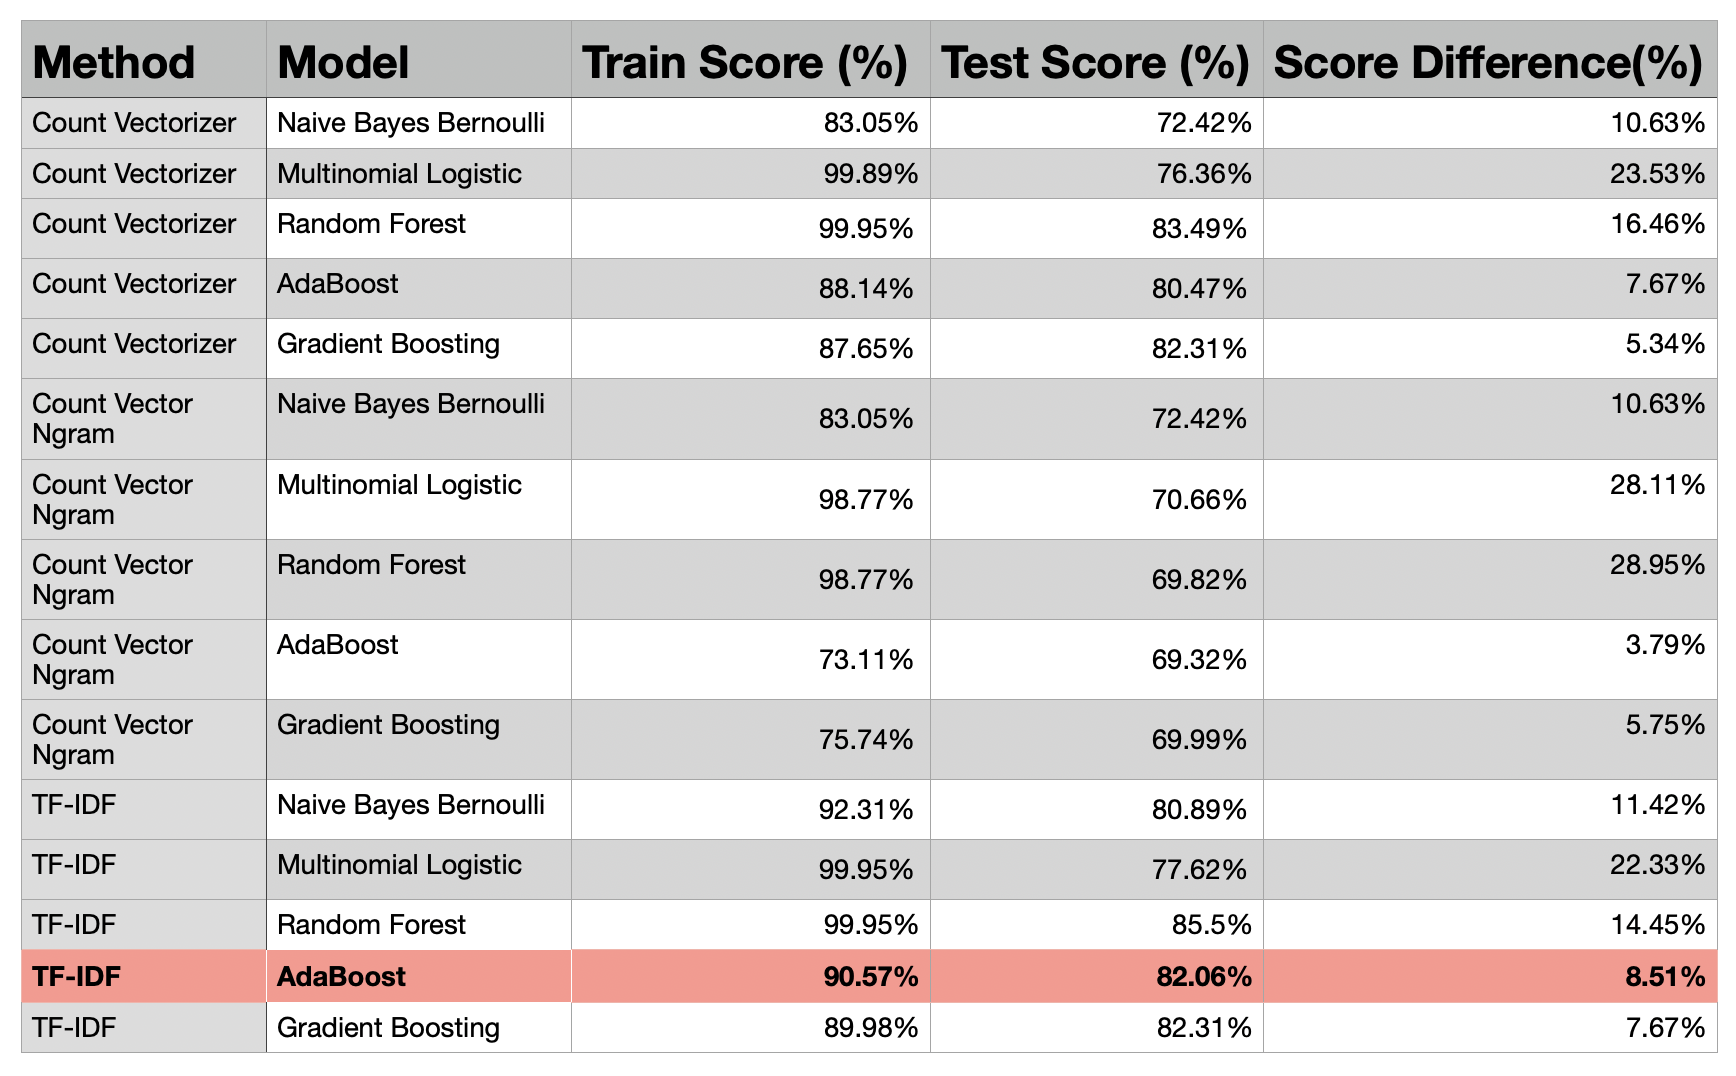 Method Model Train Score (%) Test Score (%) Score Difference(%)
Count Vectorizer Naive Bayes Bernoulli 83.05% 72.42% 10.63%
Count Vectorizer Multinomial Logistic 99.89% 76.36% 23.53%
Count Vectorizer Random Forest 99.95% 83.49% 16.46%
Count Vectorizer AdaBoost 88.14% 80.47% 7.67%
Count Vectorizer Gradient Boosting 87.65% 82.31% 5.34%
Count Vector Naive Bayes Bernoulli 83.05% 72.42% 10.63%
Ngram
Count Vector Multinomial Logistic 98.77% 70.66% 28.11%
Ngram
Count Vector Random Forest 98.77% 69.82% 28.95%
Ngram
Count Vector AdaBoost 73.11% 69.32% 3.79%
Ngram
Count Vector Gradient Boosting 75.74% 69.99% 5.75%
Ngram
TF-IDF Naive Bayes Bernoulli 92.31% 80.89% 11.42%
TF-IDF Multinomial Logistic 99.95% 77.62% 22.33%
TF-IDF Random Forest 99.95% 85.5% 14.45%
TF-IDF AdaBoost 90.57% 82.06% 8.51%
TF-IDF Gradient Boosting 89.98% 82.31% 7.67%